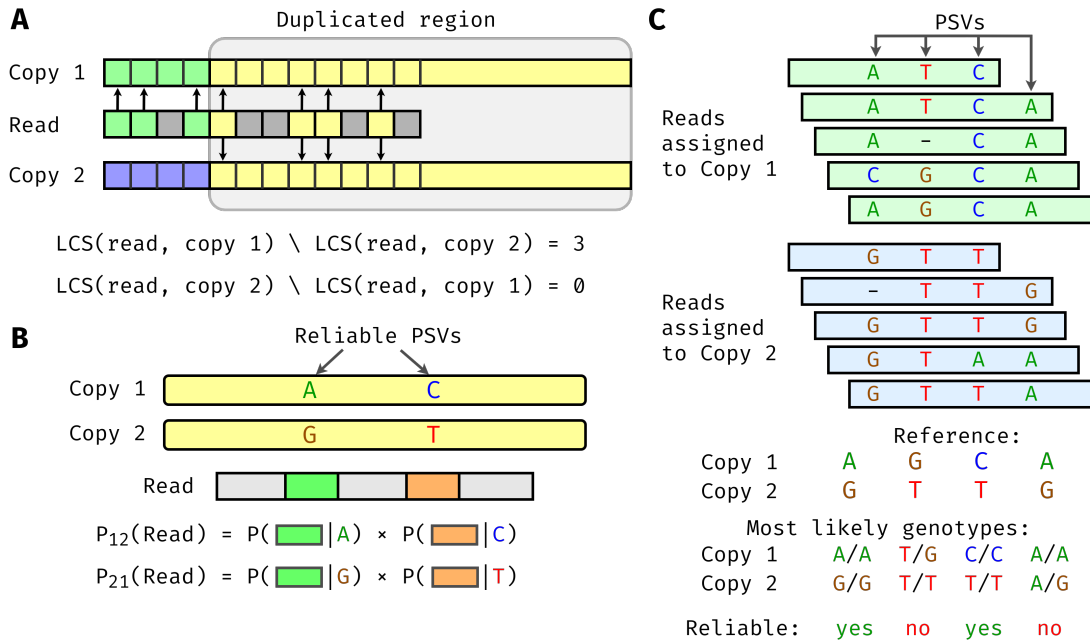 A
Duplicated region
Copy 1
Read
Copy 2
LCS(read, copy 1) \ LCS(read, copy 2) = 3
LCS(read, copy 2) \ LCS(read, copy 1) = 0
B
Reliable PSVs
Copy 1 A C
Copy 2 G T
Read
P12(Read) = P( |A) × P( |C)
P21(Read) = P( |G) × P( |T)
C
PSVs
A T C
A T C A
A - C A
C G C A
A G C A
Reads
assigned
to Copy 1
G T T
- T T G
G T T G
G T A A
G T T A
Reads
assigned
to Copy 2
Reference:
Copy 1 A G C A
Copy 2 G T T G
Most likely genotypes:
Copy 1 A/A T/G C/C A/A
Copy 2 G/G T/T T/T A/G
Reliable: yes no yes no